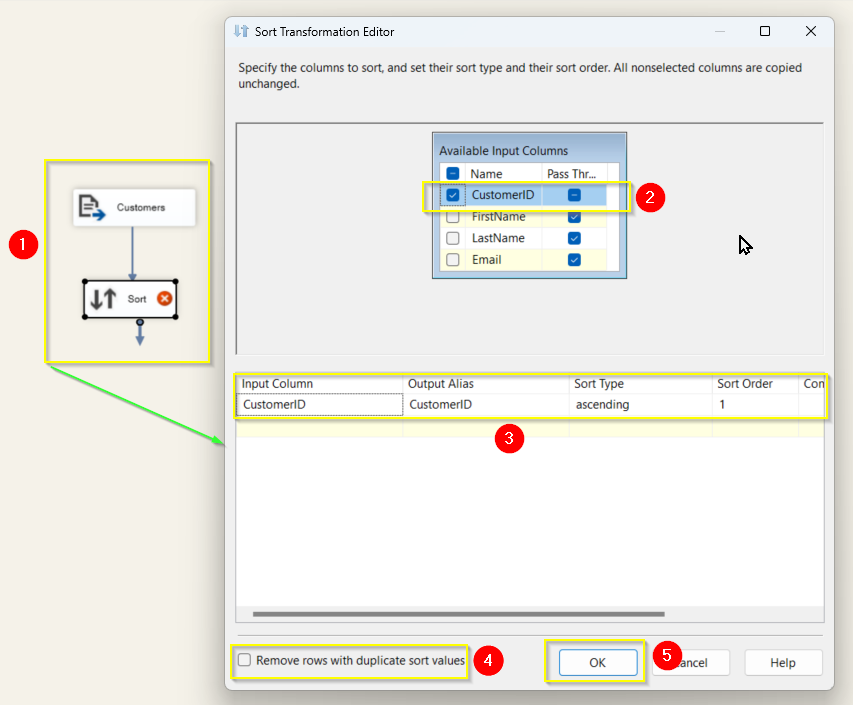 Sort Transformation Editor
Specify the columns to sort, and set their sort type and their sort order. All nonselected columns are copied
unchanged.
Available Input Columns
Name Pass Thr...
CustomerID
2
FirstName
LastName
Email
Customers
1
Sort
Input Column Output Alias Sort Type Sort Order Con
CustomerID CustomerID ascending 1
3
Remove rows with duplicate sort values
4
OK
5
ancel
Help